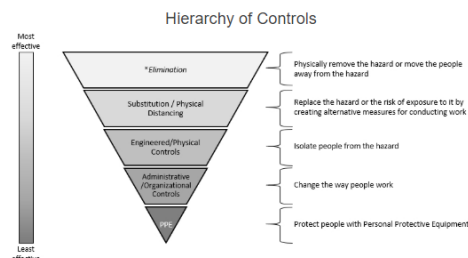 Hierarchy of Controls
Most
effective
*Elimination
Physically remove the hazard or move the people
away from the hazard
Substitution / Physical
Distancing
Replace the hazard or the risk of exposure to it by
creating alternative measures for conducting work
Engineered/Physical
Controls
Isolate people from the hazard
Administrative
/Organizational
Controls
Change the way people work
PPE
Protect people with Personal Protective Equipment
Least
effective